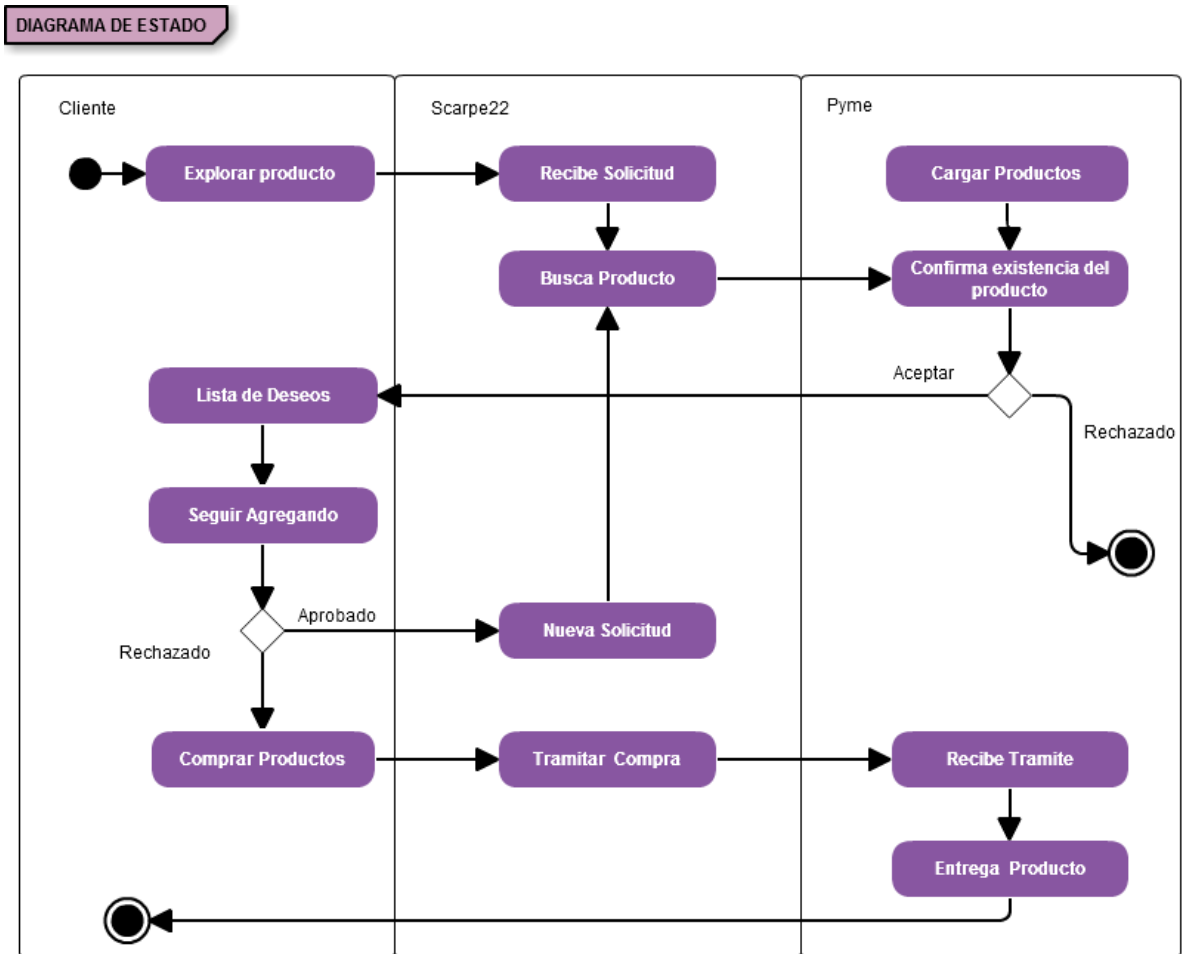 DIAGRAMA DE ESTADO
Cliente
Scarpe22
Pyme
Explorar producto
Recibe Solicitud
Cargar Productos
Busca Producto
Confirma existencia del
producto
Aceptar
Lista de Deseos
Rechazado
Seguir Agregando
Aprobado
Nueva Solicitud
Rechazado
Comprar Productos
Tramitar Compra
Recibe Tramite
Entrega Producto